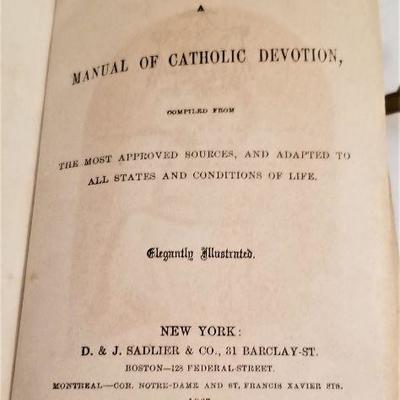 A
MANUAL OF CATHOLIC DEVOTION,
COMPILED FROM
THE MOST APPROVED SOURCES, AND ADAPTED TO
ALL STATES AND CONDITIONS OF LIFE.
Elegantly Illustrated.
NEW YORK:
D. & J. SADLIER & CO., 31 BARCLAY-ST.
BOSTON—128 FEDERAL-STREET.
MONTREAL—COR. NOTRE-DAME AND ST. FRANCIS XAVIER STS.